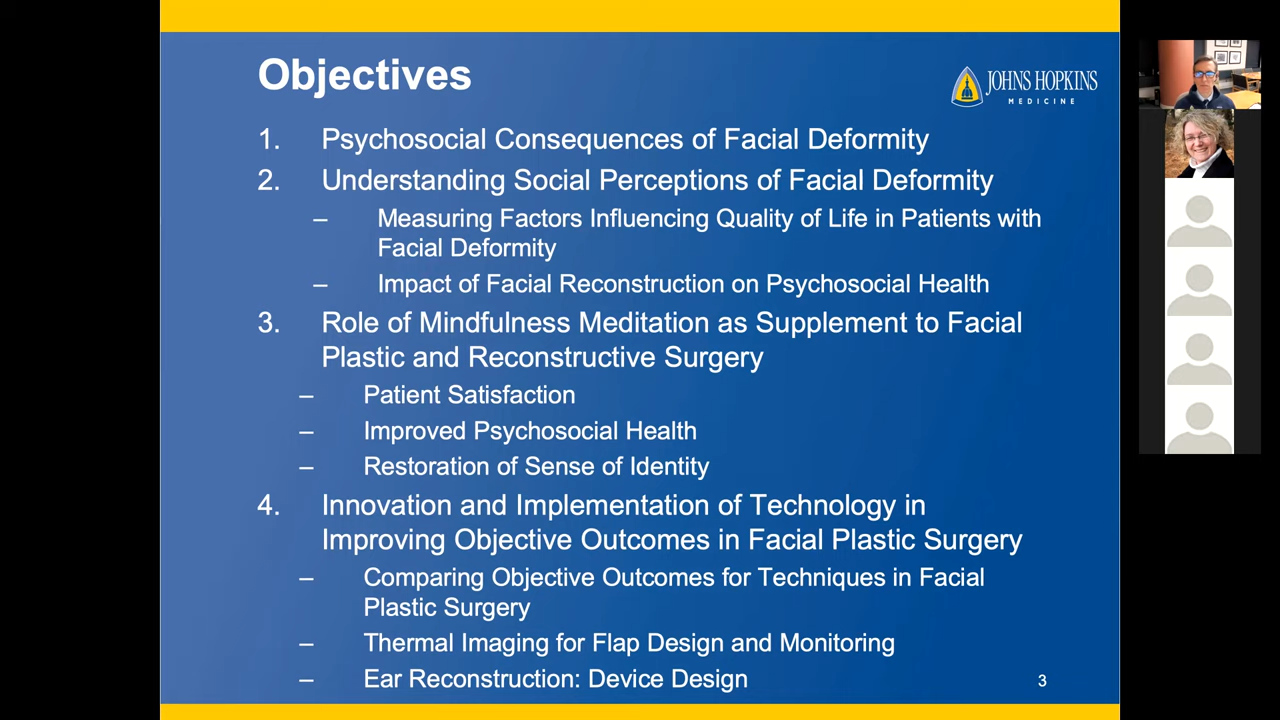 Objectives
JOHNS HOPKINS
MEDICINE
1. Psychosocial Consequences of Facial Deformity
2. Understanding Social Perceptions of Facial Deformity
– Measuring Factors Influencing Quality of Life in Patients with
Facial Deformity
– Impact of Facial Reconstruction on Psychosocial Health
3. Role of Mindfulness Meditation as Supplement to Facial
Plastic and Reconstructive Surgery
– Patient Satisfaction
– Improved Psychosocial Health
– Restoration of Sense of Identity
4. Innovation and Implementation of Technology in
Improving Objective Outcomes in Facial Plastic Surgery
– Comparing Objective Outcomes for Techniques in Facial
Plastic Surgery
– Thermal Imaging for Flap Design and Monitoring
– Ear Reconstruction: Device Design
3